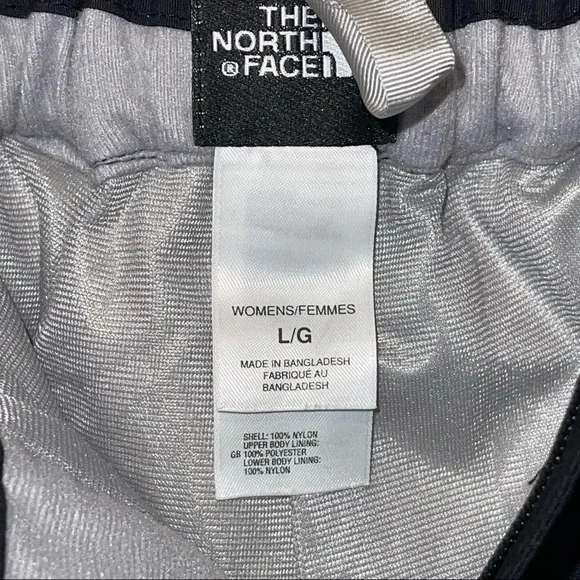 THE
NORTH
® FACE
WOMENS/FEMMES
L/G
MADE IN BANGLADESH
FABRIQUÉ AU
BANGLADESH
SHELL: 100% NYLON
UPPER BODY LINING:
GB 100% POLYESTER
LOWER BODY LINING:
100% NYLON